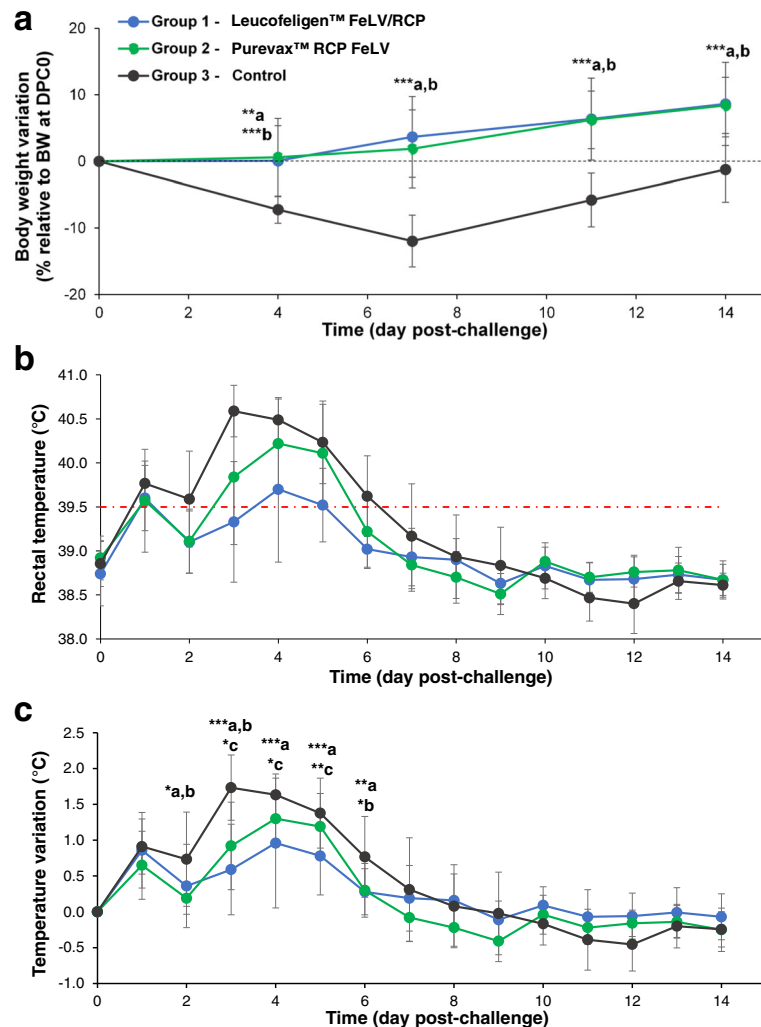 a
Group 1 - Leucofeligen™ FeLV/RCP
Group 2 - Purevax™ RCP FeLV
Group 3 - Control
Body weight variation
(% relative to BW at DPC0)
20
10
0
-10
-20
**a
***b
***a,b
***a,b
***a,b
0 2 4 6 8 10 12 14
Time (day post-challenge)
b
Rectal temperature (°C)
41.0
40.5
40.0
39.5
39.0
38.5
38.0
0 2 4 6 8 10 12 14
Time (day post-challenge)
c
Temperature variation (°C)
2.5
2.0
1.5
1.0
0.5
0.0
-0.5
-1.0
*a,b
***a,b
*c
***a
*c
***a
**c
**a
*b
0 2 4 6 8 10 12 14
Time (day post-challenge)